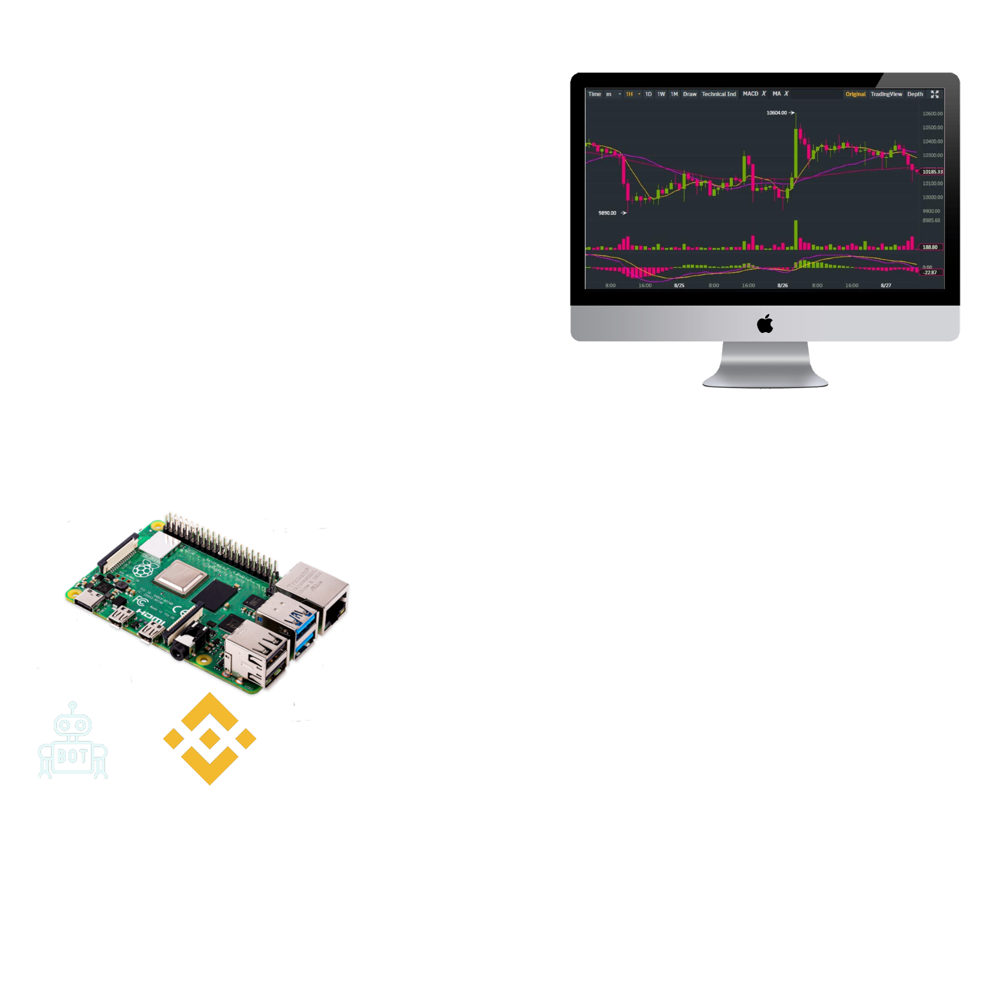 Time m 1H 1D 1W 1M Draw Technical Ind MACD X MA X Original TradingView Depth
10604.00
10600.00
10500.00
10400.00
10300.00
10185.33
10100.00
10000.00
9890.00
9900.00
8985.60
188.80
0.00
-22.87
8:00 16:00 8/25 8:00 16:00 8/26 8:00 16:00 8/27
FC CE
HDMI
BOT